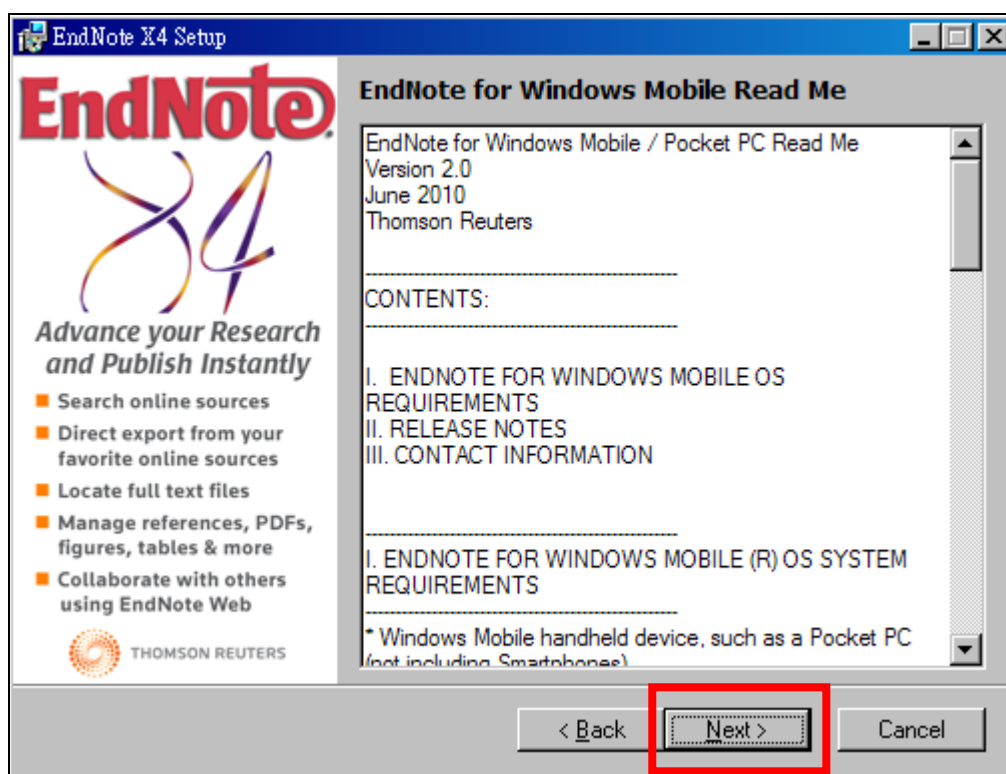 EndNote X4 Setup
EndNote
X4
Advance your Research
and Publish Instantly
Search online sources
Direct export from your
favorite online sources
Locate full text files
Manage references, PDFs,
figures, tables & more
Collaborate with others
using EndNote Web
THOMSON REUTERS
EndNote for Windows Mobile Read Me
EndNote for Windows Mobile / Pocket PC Read Me
Version 2.0
June 2010
Thomson Reuters
----------------------------------------------------
CONTENTS:
----------------------------------------------------
I. ENDNOTE FOR WINDOWS MOBILE OS
REQUIREMENTS
II. RELEASE NOTES
III. CONTACT INFORMATION
----------------------------------------------------
I. ENDNOTE FOR WINDOWS MOBILE (R) OS SYSTEM
REQUIREMENTS
----------------------------------------------------
* Windows Mobile handheld device, such as a Pocket PC
(not including Smartphones)
< Back
Next >
Cancel